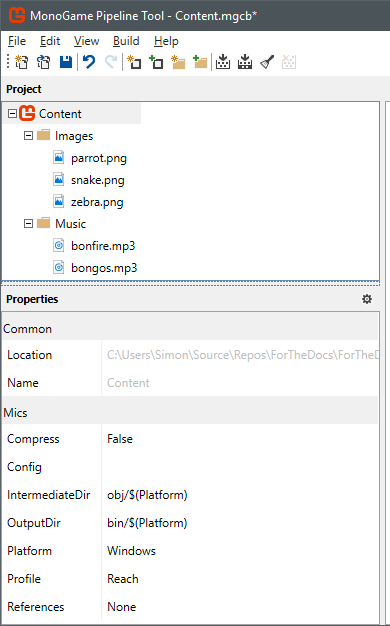 MonoGame Pipeline Tool - Content.mgcb*
File Edit View Build Help
Project
Content
Images
parrot.png
snake.png
zebra.png
Music
bonfire.mp3
bongos.mp3
Properties
Common
Location C:\Users\Simon\Source\Repos\ForTheDocs\ForTheD
Name Content
Mics
Compress False
Config
IntermediateDir obj/$(Platform)
OutputDir bin/$(Platform)
Platform Windows
Profile Reach
References None